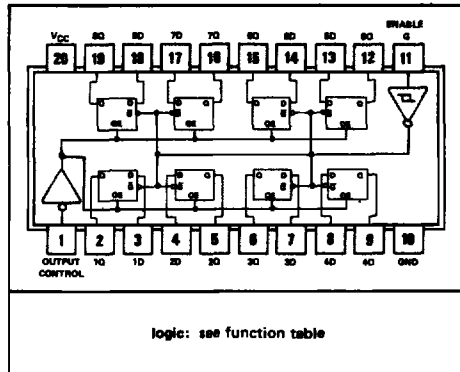 ENABLE
VCC 8Q 8D 7D 7Q 6Q 6D 5D 5Q G
20 19 18 17 16 15 14 13 12 11
1 2 3 4 5 6 7 8 9 10
OUTPUT CONTROL 1Q 1D 2D 2Q 3Q 3D 4D 4Q GND
logic: see function table